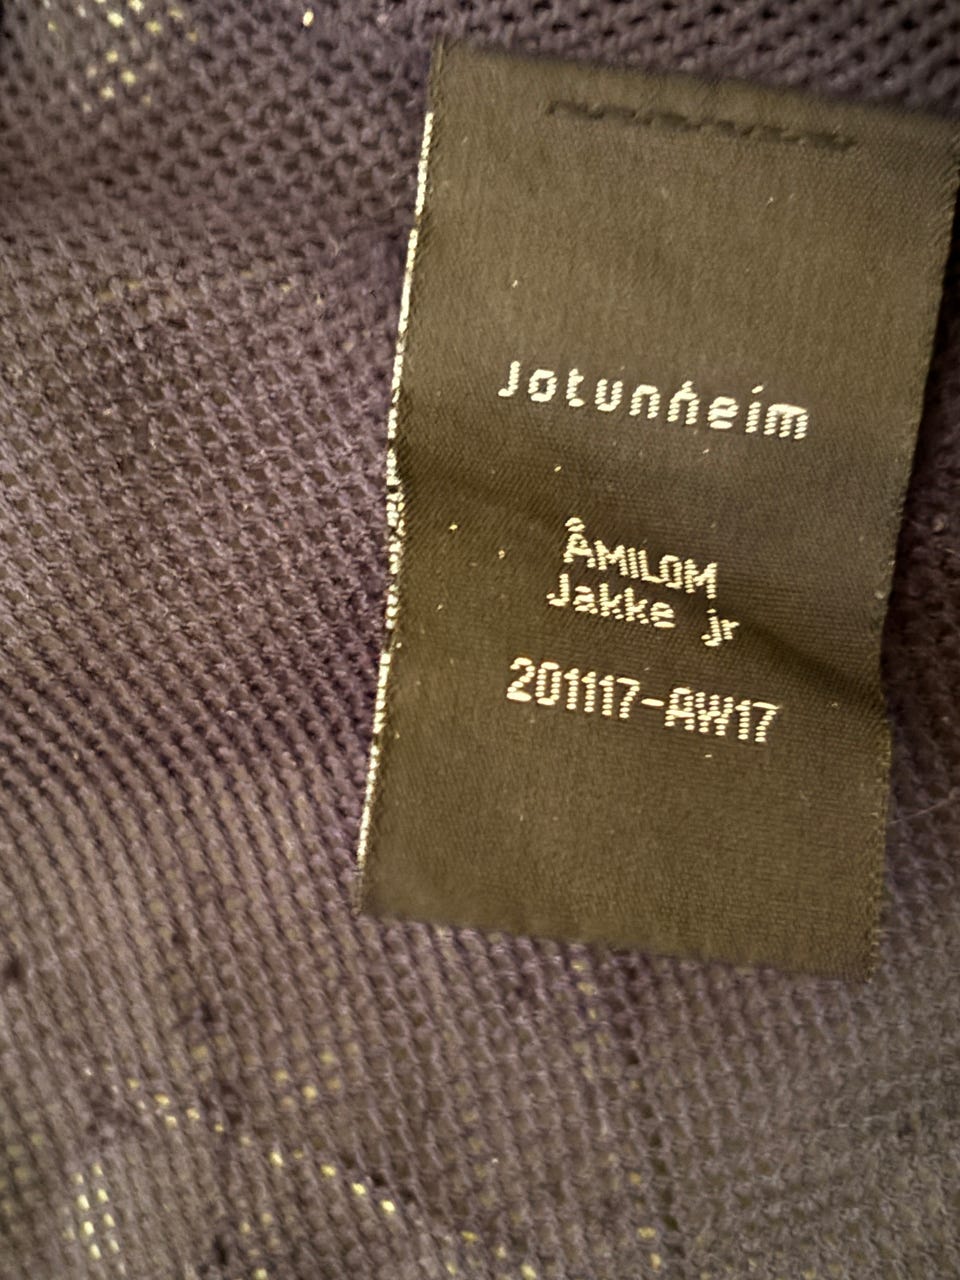 Jotunheim
ÅMILOM
Jakke jr
201117-AW17